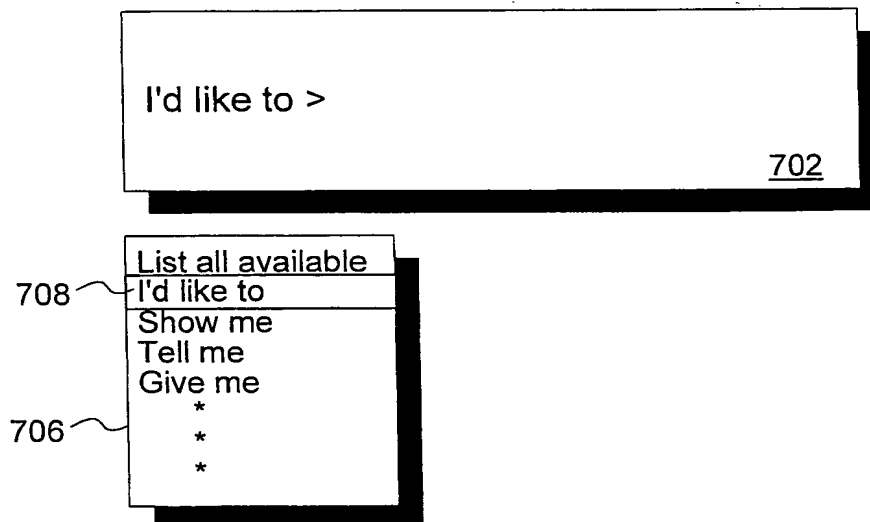 I'd like to >
702
List all available
708 I'd like to
Show me
Tell me
Give me
*
706 *
*